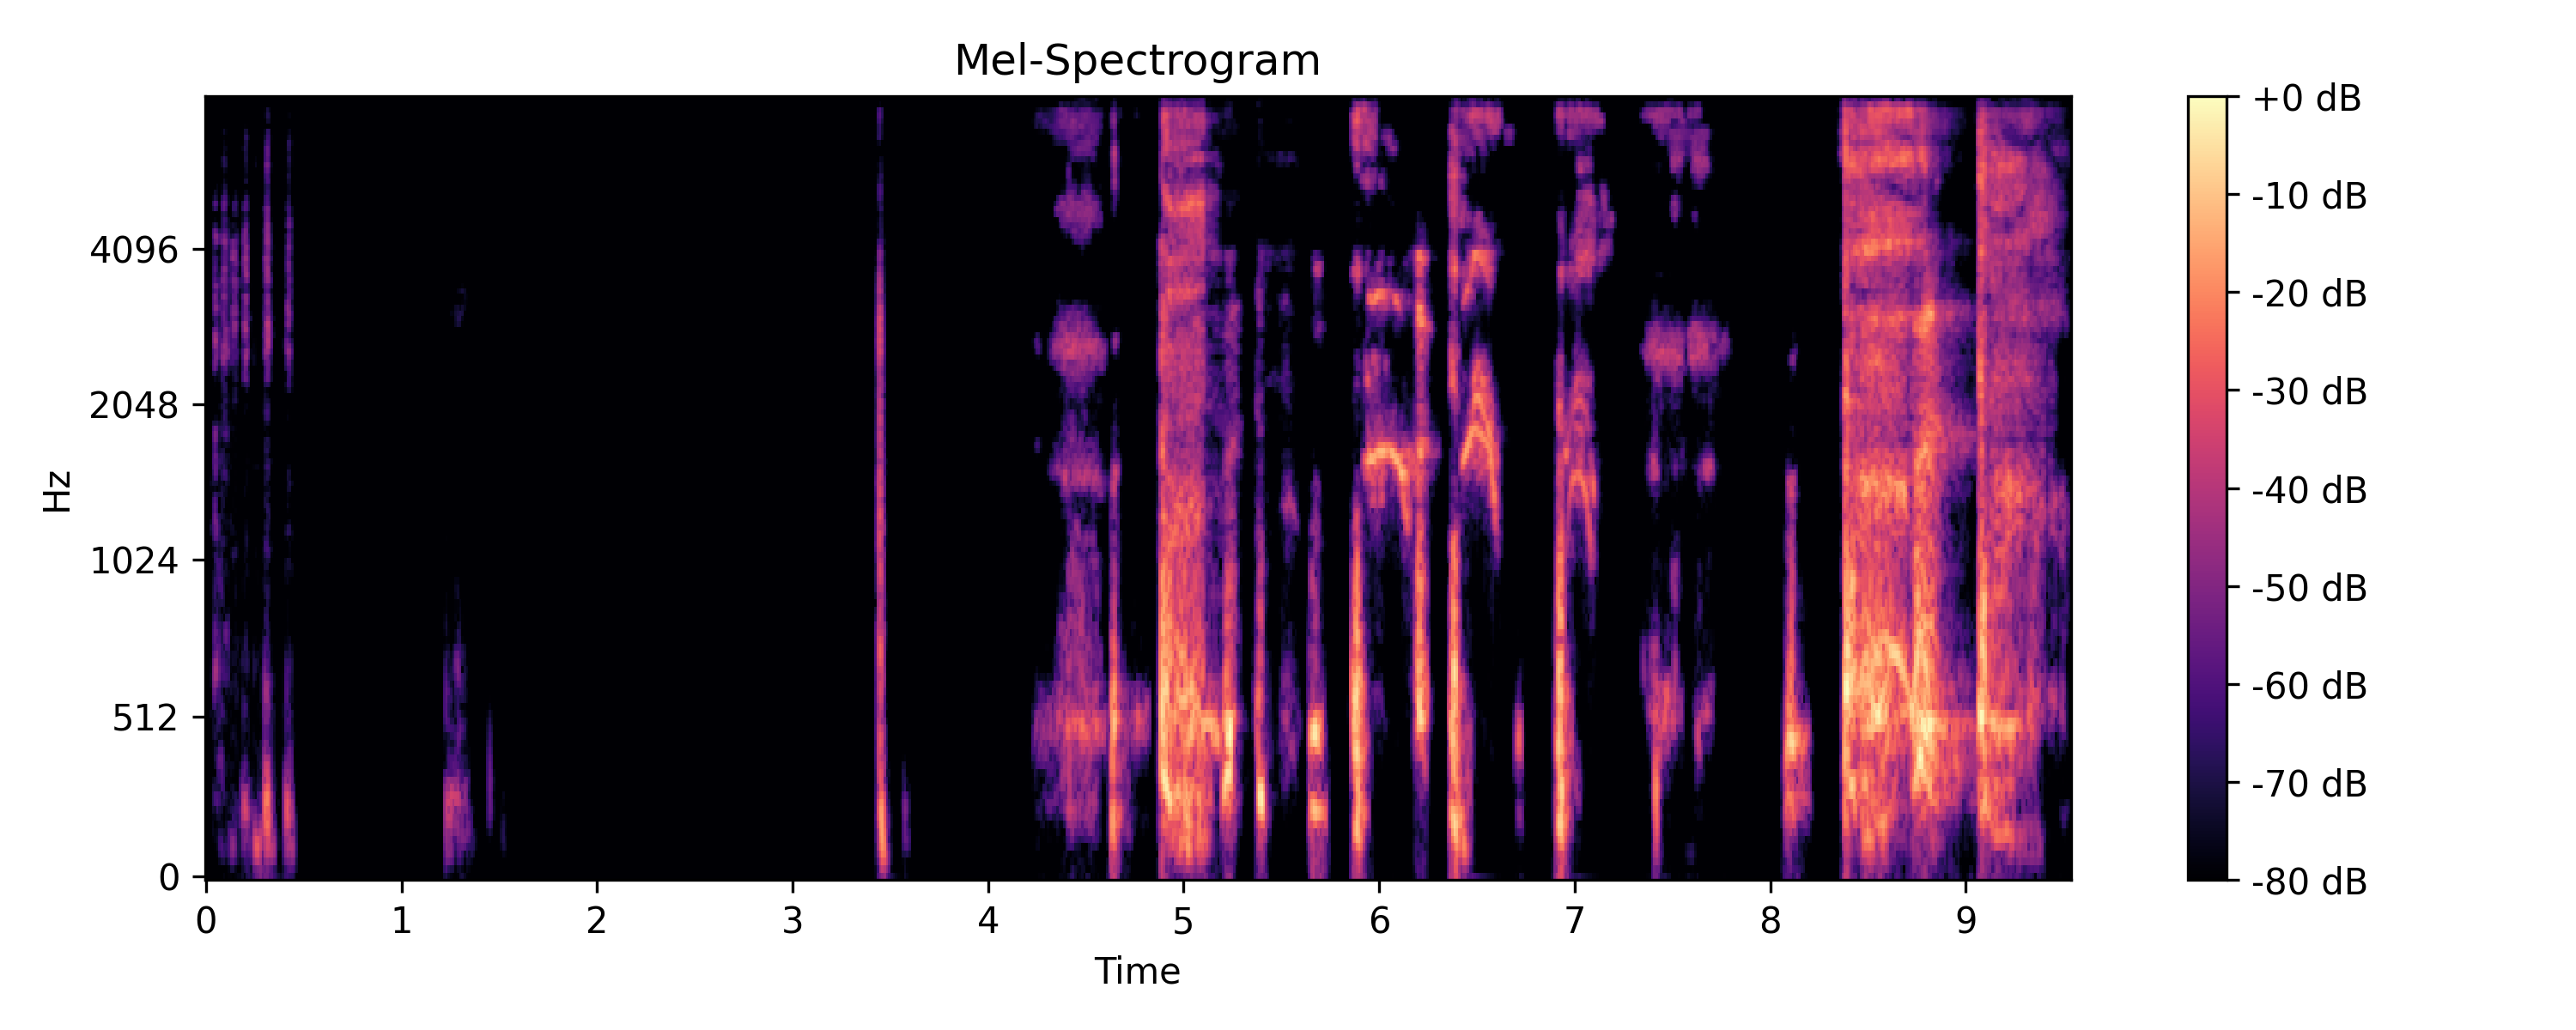 Mel-Spectrogram
+0 dB
-10 dB
-20 dB
-30 dB
-40 dB
-50 dB
-60 dB
-70 dB
-80 dB
4096
2048
1024
512
0
Hz
0 1 2 3 4 5 6 7 8 9
Time